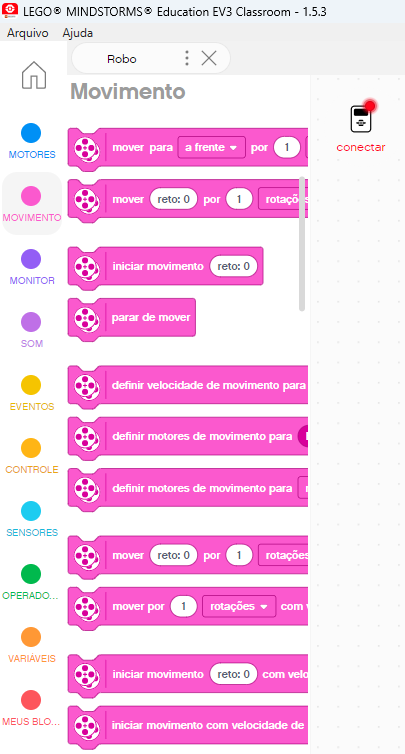 LEGO® MINDSTORMS® Education EV3 Classroom - 1.5.3
Arquivo Ajuda
Robo
Movimento
MOTORES
MOVIMENTO
MONITOR
SOM
EVENTOS
CONTROLE
SENSORES
OPERADO...
VARIÁVEIS
MEUS BLO...
mover para a frente por 1
mover reto: 0 por 1 rotaçõ
iniciar movimento reto: 0
parar de mover
definir velocidade de movimento para
definir motores de movimento para
definir motores de movimento para
mover reto: 0 por 1 rotações
mover por 1 rotações com v
iniciar movimento reto: 0 com velo
iniciar movimento com velocidade de
conectar